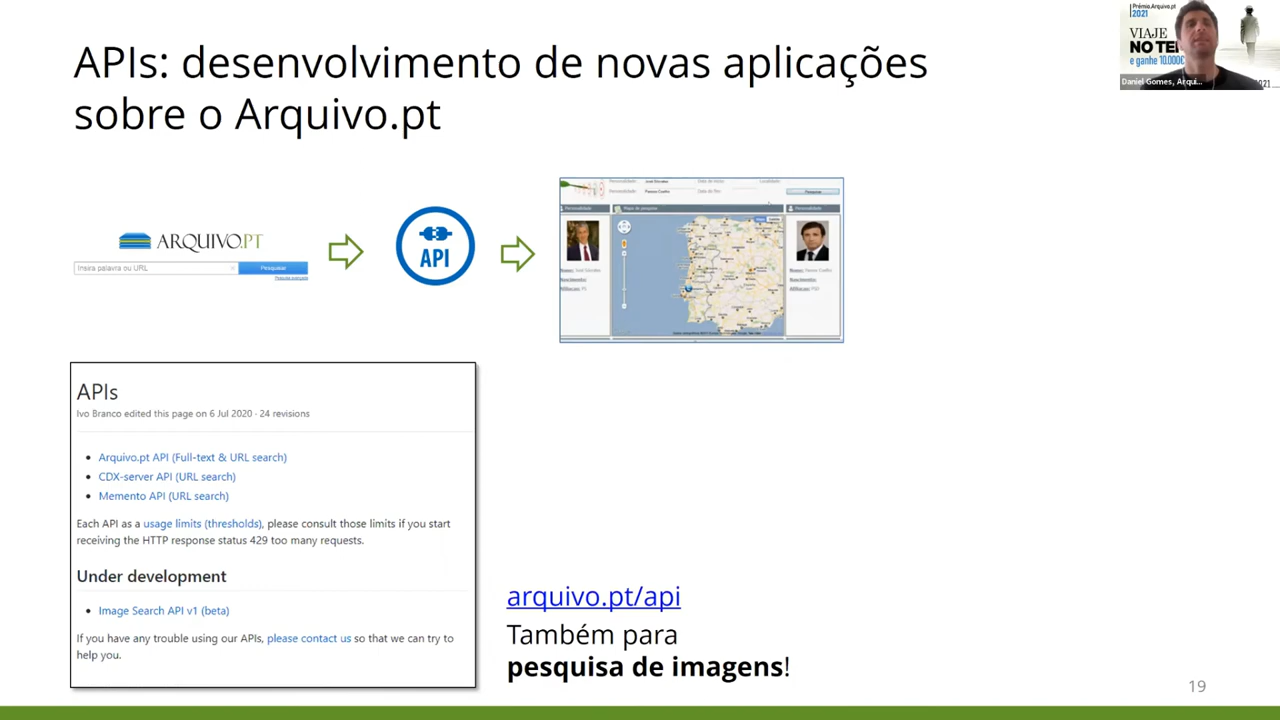 APIs: desenvolvimento de novas aplicações
sobre o Arquivo.pt
Prémio.Arquivo.pt
2021
VIAJE
NO TE
e ganhe 10.000€
Daniel Gomes, Arqui...
ARQUIVO.PT
Insira palavra ou URL
Pesquisar
Pesquisa avançada
API
APIs
Ivo Branco edited this page on 6 Jul 2020 · 24 revisions
Arquivo.pt API (Full-text & URL search)
CDX-server API (URL search)
Memento API (URL search)
Each API as a usage limits (thresholds), please consult those limits if you start
receiving the HTTP response status 429 too many requests.
Under development
Image Search API v1 (beta)
If you have any trouble using our APIs, please contact us so that we can try to
help you.
arquivo.pt/api
Também para
pesquisa de imagens!
19